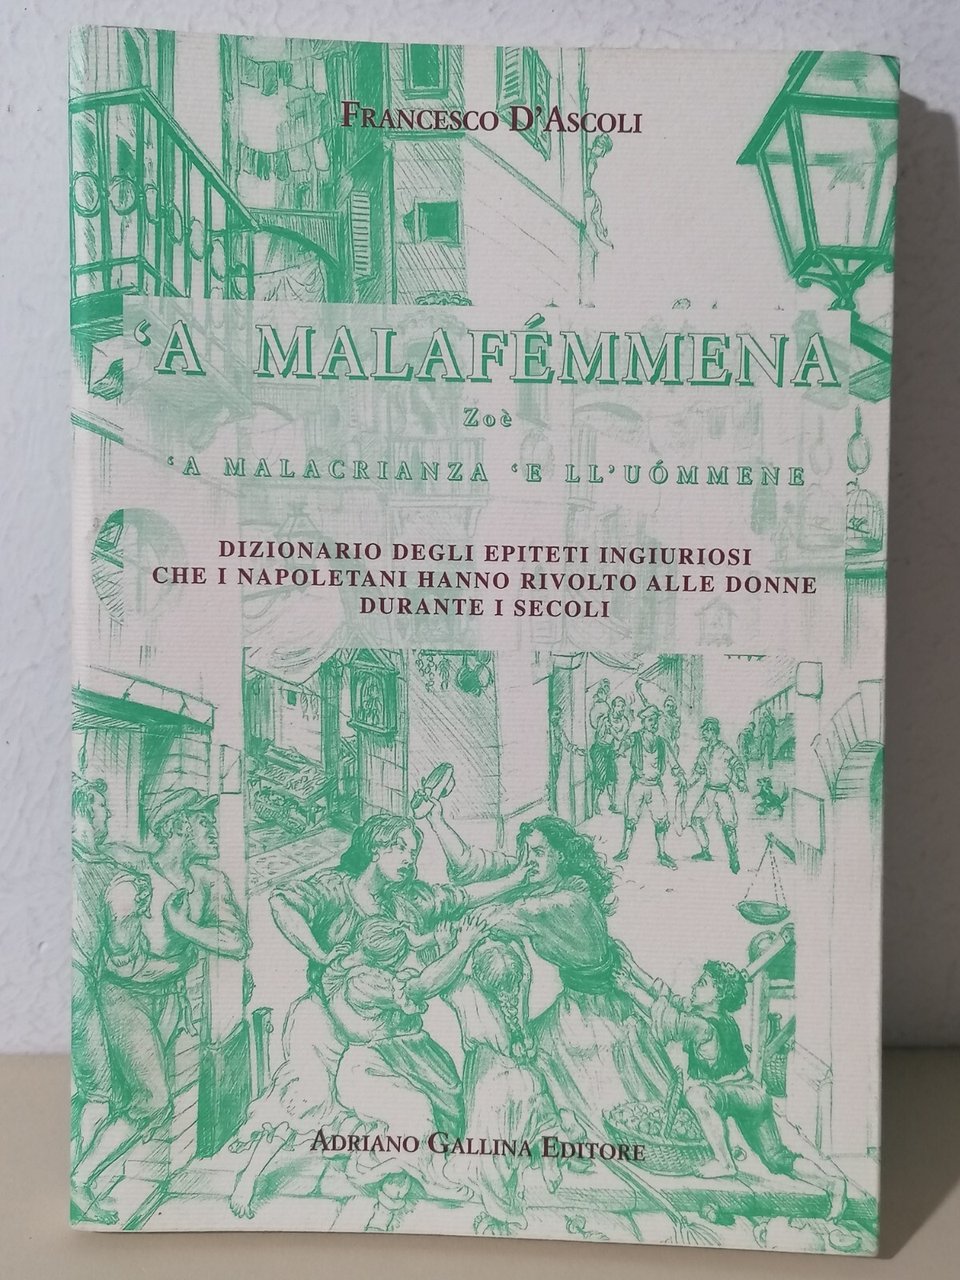 FRANCESCO D'ASCOLI
‘A MALAFÉMMENA
Zoè
‘A MALACRIANZA ‘E LL'UÓMMENE
DIZIONARIO DEGLI EPITETI INGIURIOSI
CHE I NAPOLETANI HANNO RIVOLTO ALLE DONNE
DURANTE I SECOLI
ADRIANO GALLINA EDITORE